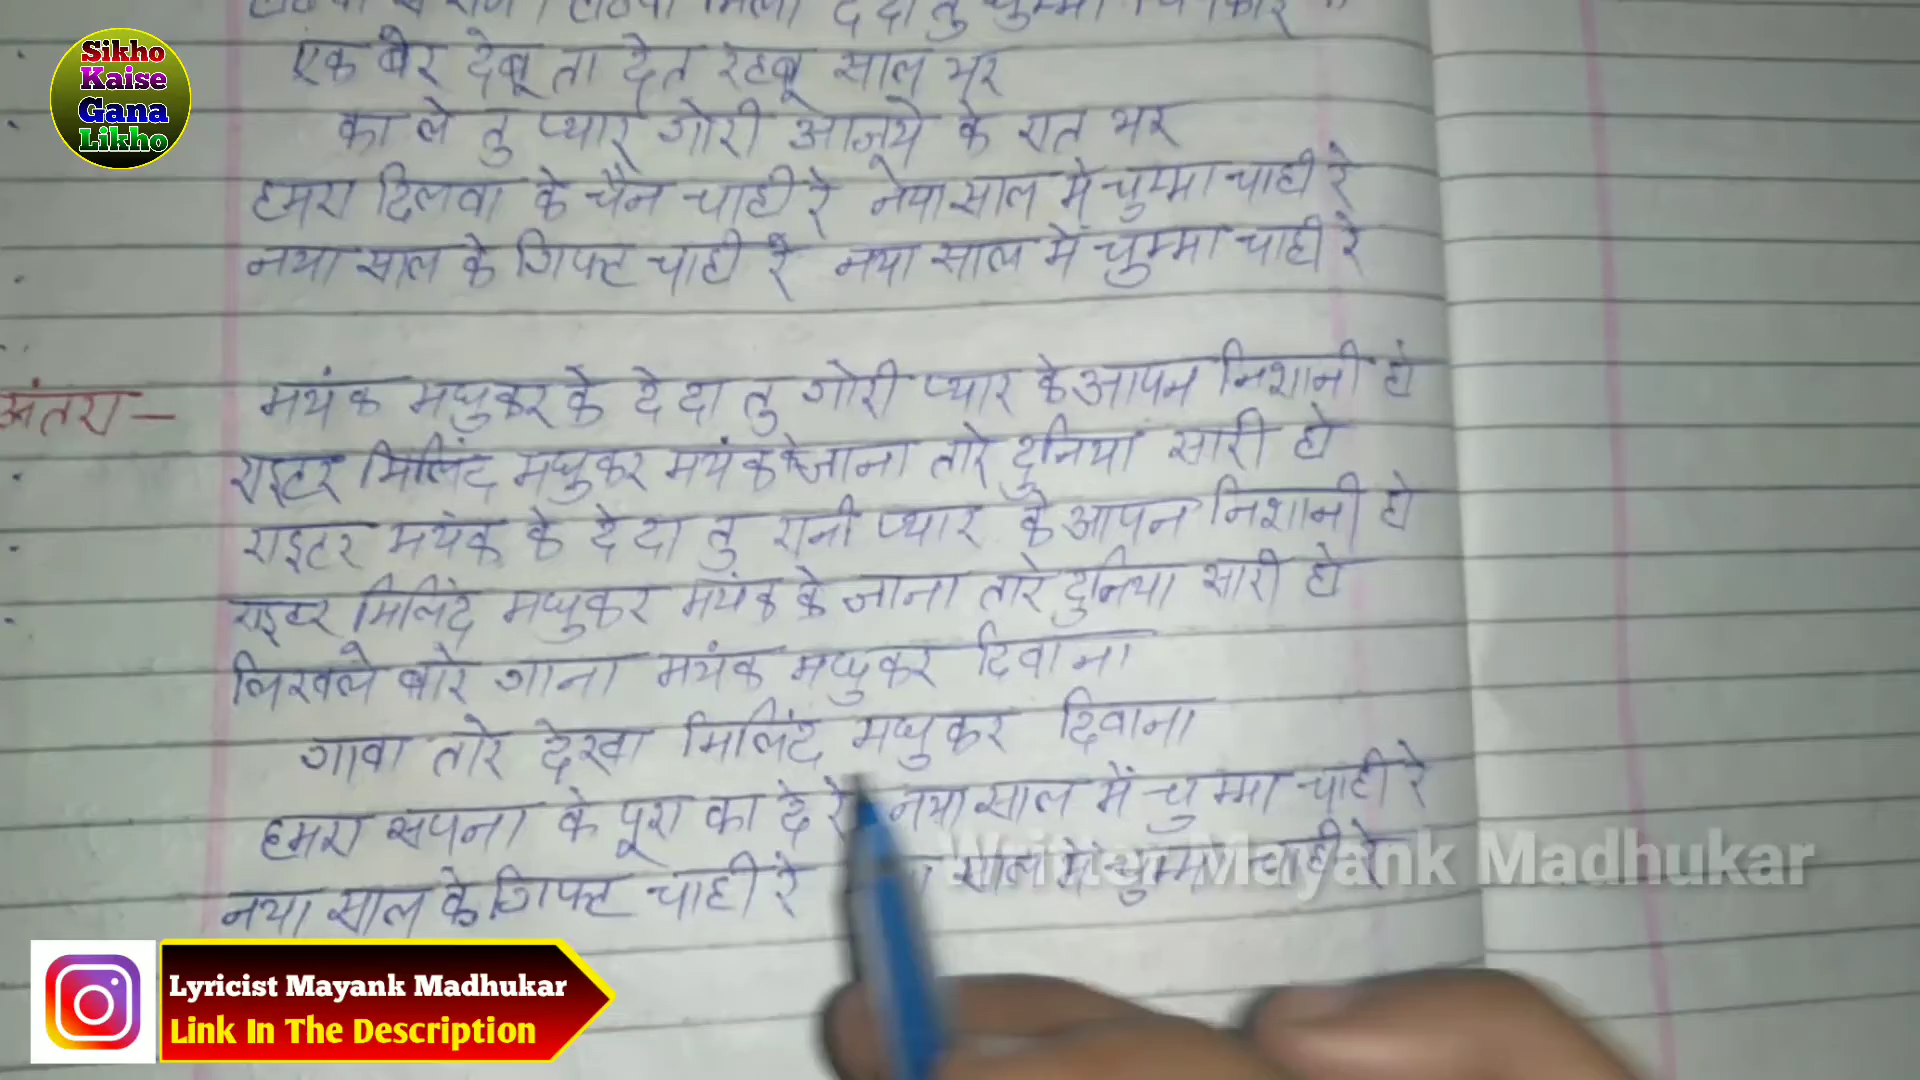 Sikho
Kaise
Gana
Likho
तु चुम्मा
एक बेर देबू ता देत रहबू साल भर
का ले तु प्यार गोरी आजुये के रात भर
हमरा दिलवा के चैन चाही रे नेयासाल मे चुम्मा चाही रे
नया साल के गिफ्ट चाही रे नया साल में चुम्मा चाही रे
अंतरा – मयंक मधुकर के दे दा तु गोरी प्यार के आपन निशानी हो
राइटर मिलिंद मधुकर मयंक के जाना तारे दुनिया सारी हो
राइटर मयंक के दे दा तु रानी प्यार के आपन निशानी हो
राइटर मिलिंद मधुकर मयंक के जाना तारे दुनिया सारी हो
लिखले बारे गाना मयंक मधुकर दिवाना
गावा तारे देखा मिलिंद मधुकर दिवाना
हमरा सपना के पूरा का दे रे नयासाल में चुम्मा चाही रे
नया साल के गिफ्ट चाही रे साल में चुम्मा चाही रे
Writter Mayank Madhukar
Lyricist Mayank Madhukar
Link In The Description